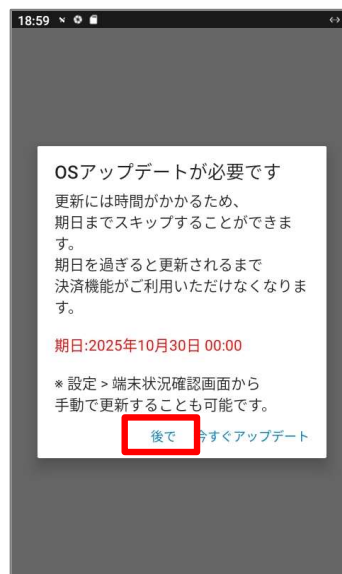 18:59
OSアップデートが必要です
更新には時間がかかるため、
期日までスキップすることができま
す。
期日を過ぎると更新されるまで
決済機能がご利用いただけなくなりま
す。
期日:2025年10月30日 00:00
※ 設定 > 端末状況確認画面から
手動で更新することも可能です。
後で 今すぐアップデート